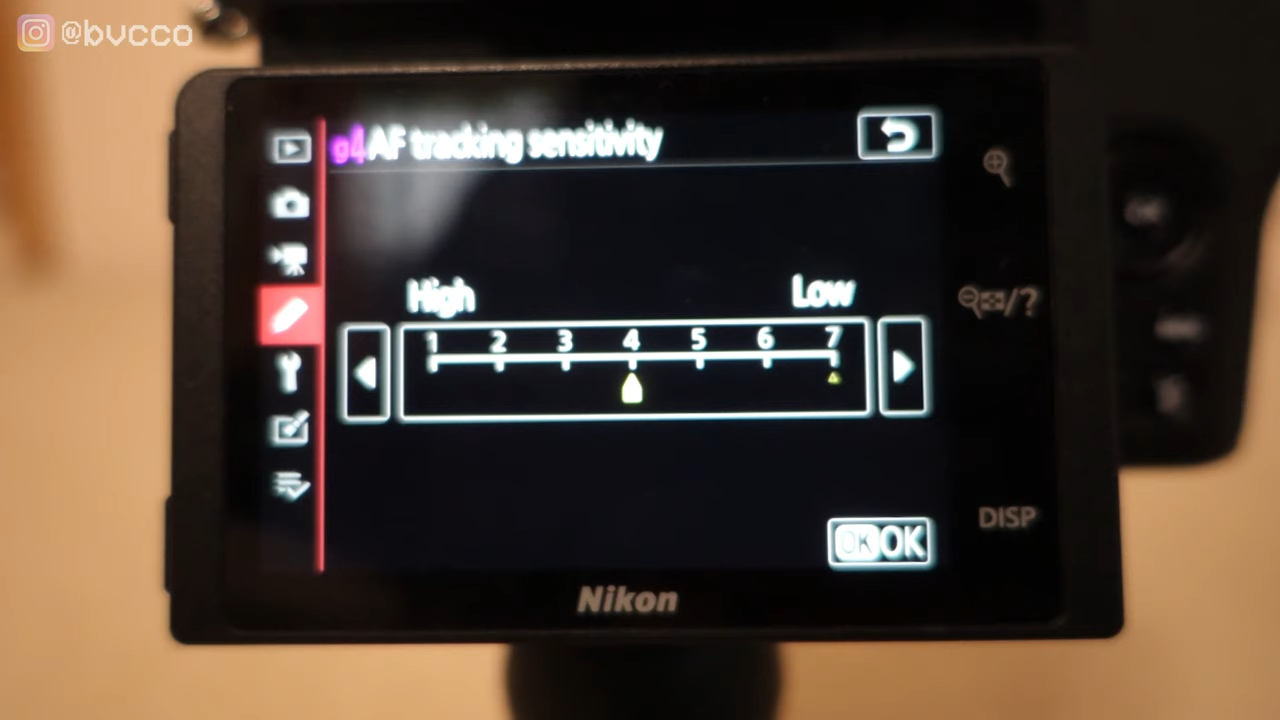 @bvcco
g4 AF tracking sensitivity
High Low
1 2 3 4 5 6 7
?
OK OK
DISP
Nikon